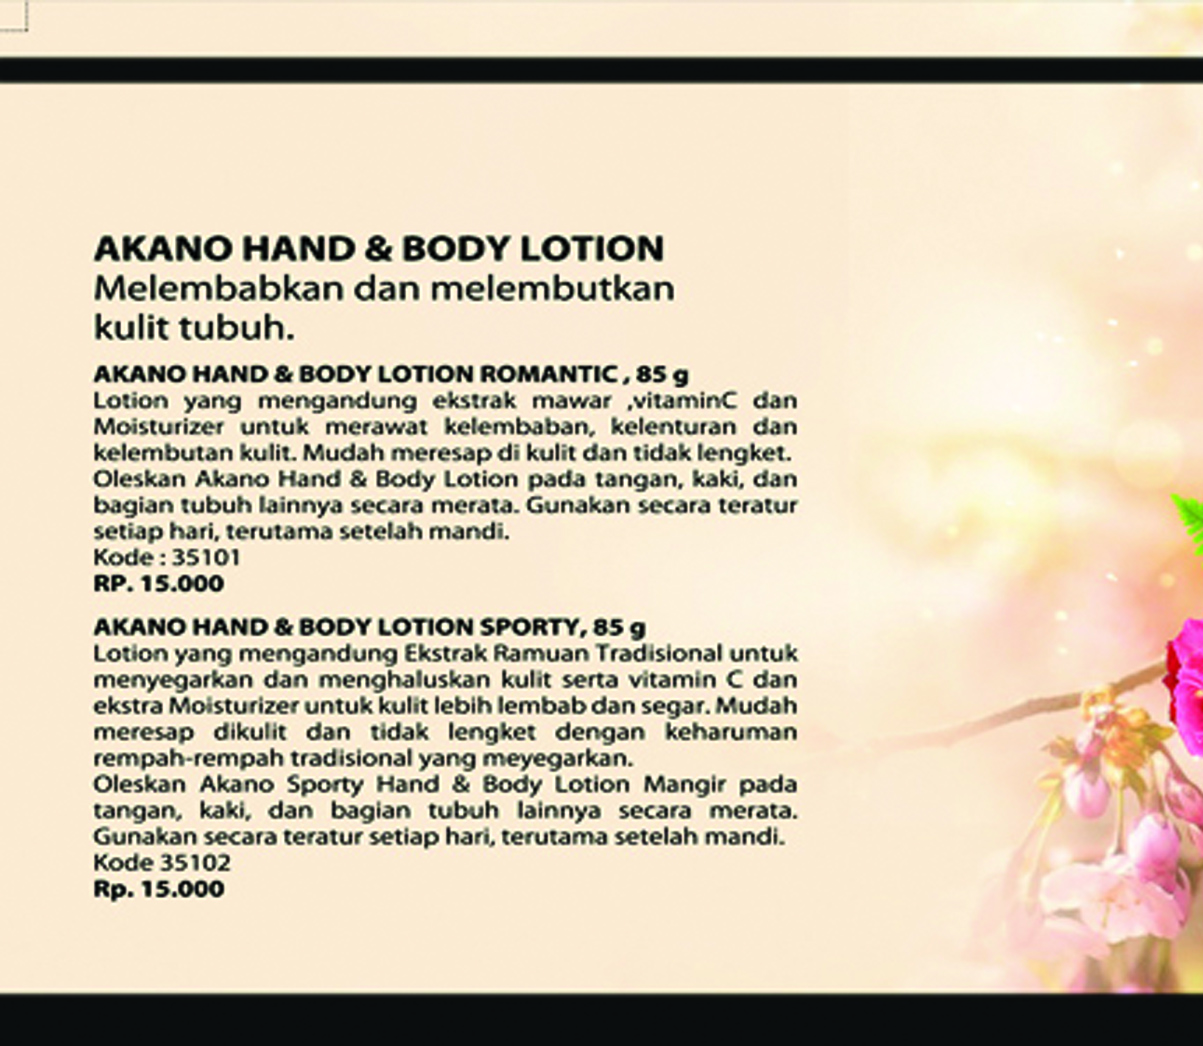 AKANO HAND & BODY LOTION
Melembabkan dan melembutkan
kulit tubuh.
AKANO HAND & BODY LOTION ROMANTIC , 85 g
Lotion yang mengandung ekstrak mawar ,vitaminC dan
Moisturizer untuk merawat kelembaban, kelenturan dan
kelembutan kulit. Mudah meresap di kulit dan tidak lengket.
Oleskan Akano Hand & Body Lotion pada tangan, kaki, dan
bagian tubuh lainnya secara merata. Gunakan secara teratur
setiap hari, terutama setelah mandi.
Kode : 35101
RP. 15.000
AKANO HAND & BODY LOTION SPORTY, 85 g
Lotion yang mengandung Ekstrak Ramuan Tradisional untuk
menyegarkan dan menghaluskan kulit serta vitamin C dan
ekstra Moisturizer untuk kulit lebih lembab dan segar. Mudah
meresap dikulit dan tidak lengket dengan keharuman
rempah-rempah tradisional yang meyegarkan.
Oleskan Akano Sporty Hand & Body Lotion Mangir pada
tangan, kaki, dan bagian tubuh lainnya secara merata.
Gunakan secara teratur setiap hari, terutama setelah mandi.
Kode 35102
Rp. 15.000